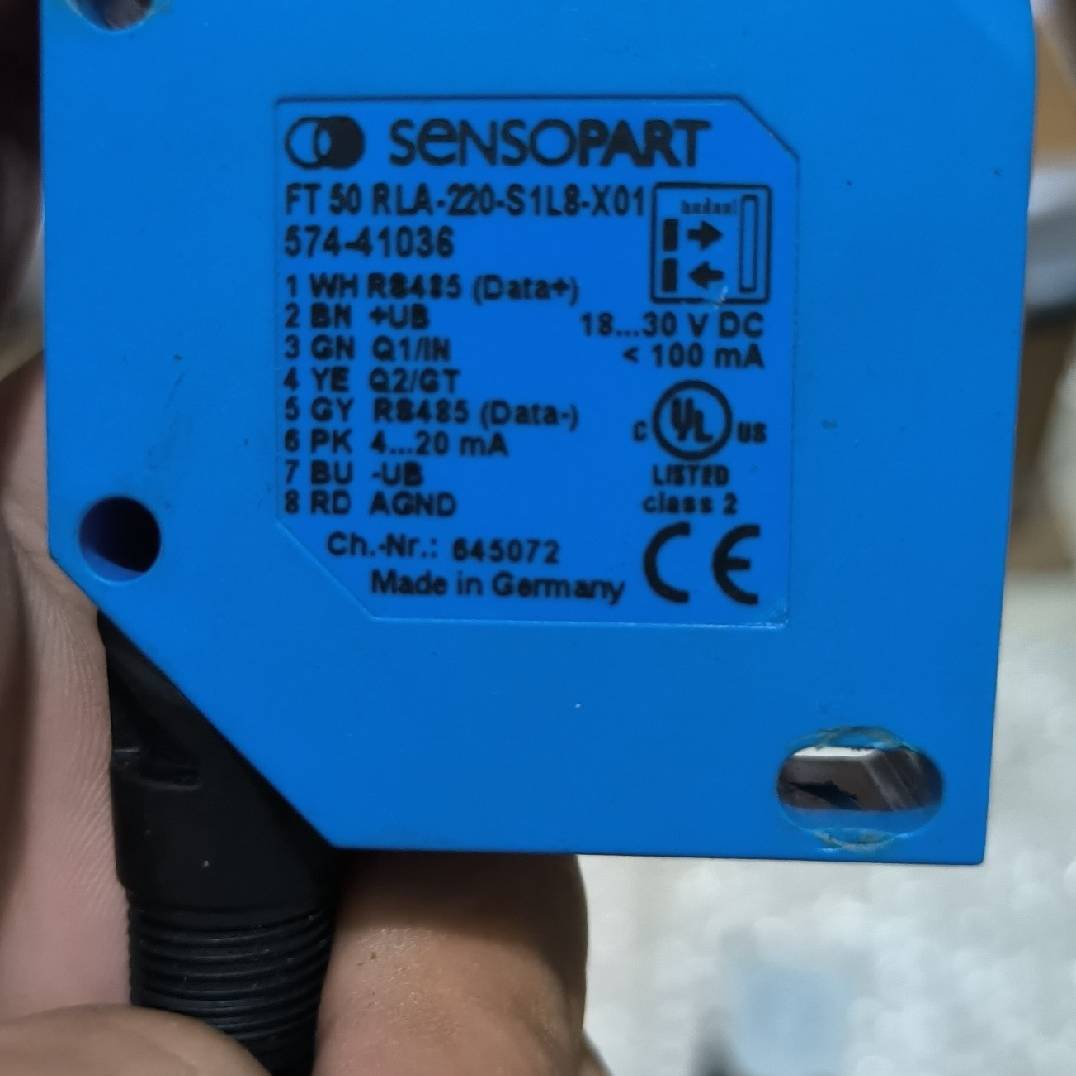 SENSOPART
FT 50 RLA-220-S1L8-X01
574-41036
1 WH RS485 (Data+)
2 BN +UB
18...30 V DC
3 GN Q1/IN
< 100 mA
4 YE Q2/GT
5 GY RS485 (Data-)
6 PK 4...20 mA
C UL US
7 BU -UB
LISTED
8 RD AGND
class 2
Ch.-Nr.: 645072
CE
Made in Germany